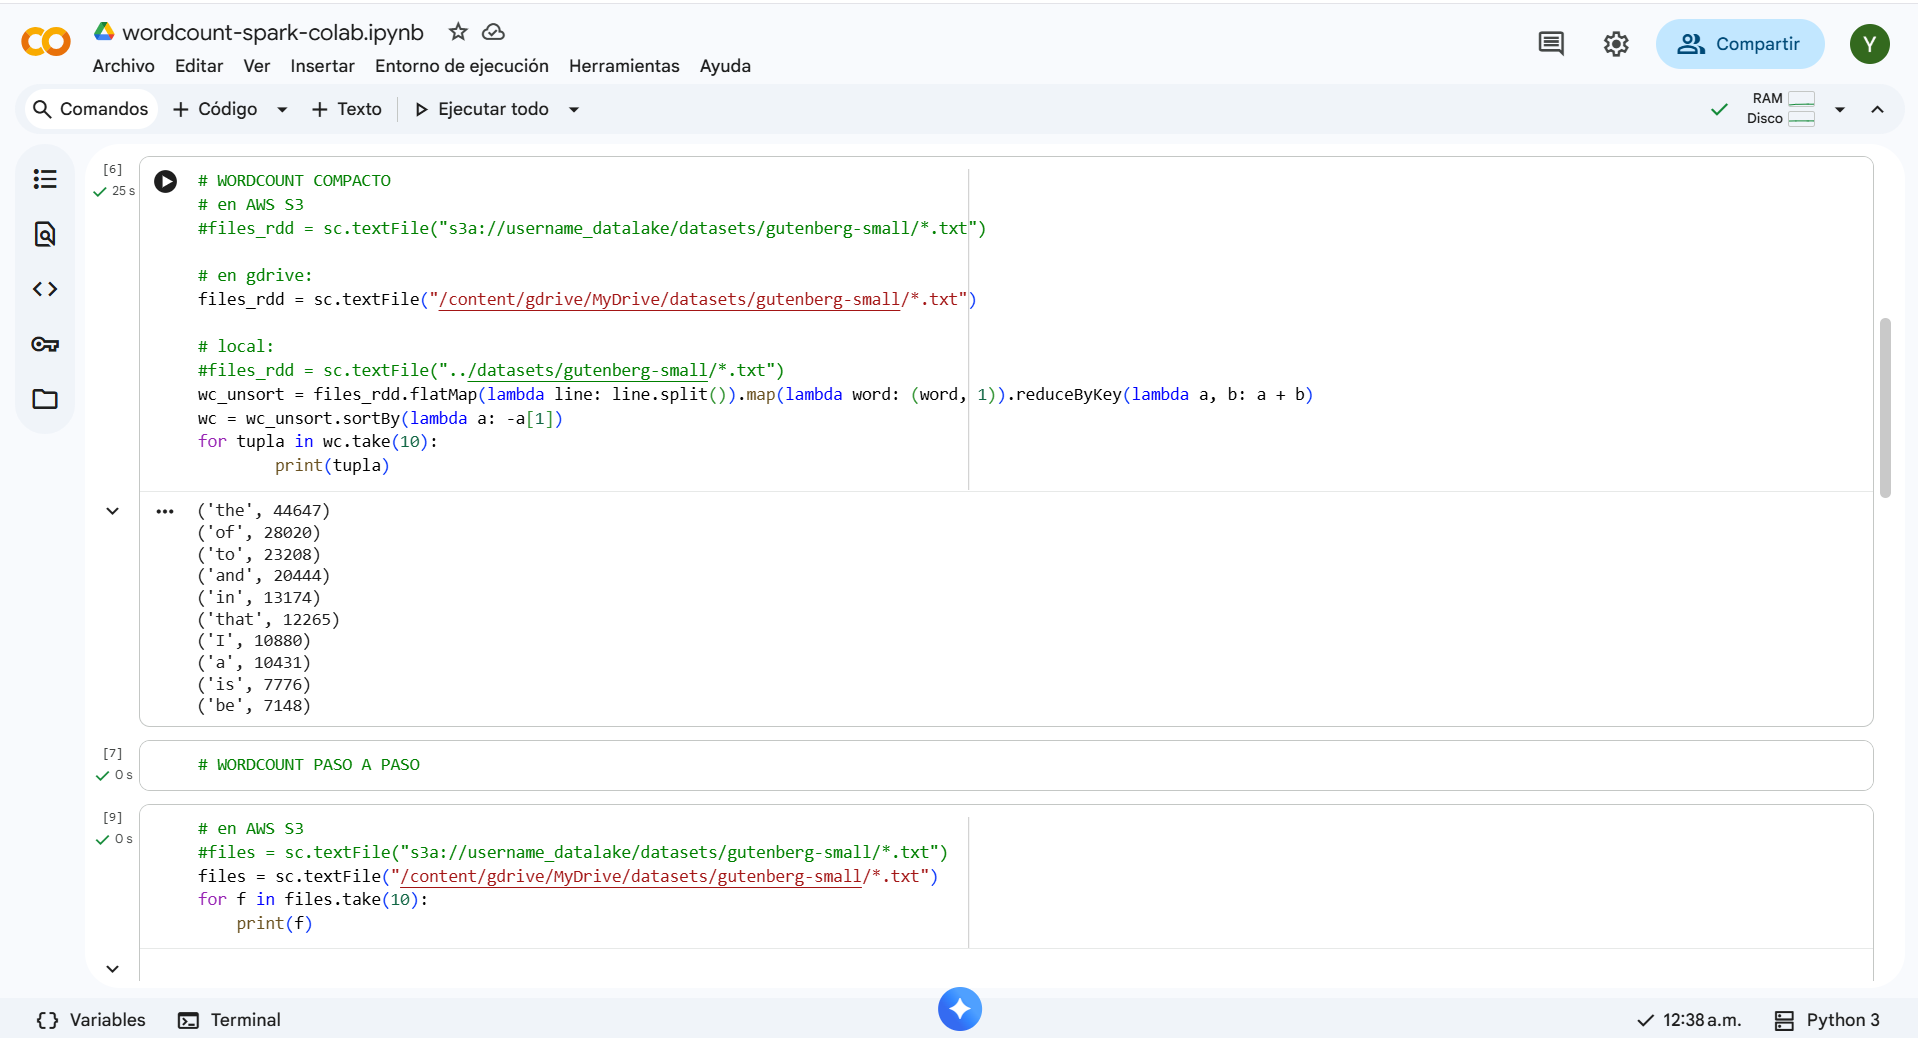 wordcount-spark-colab.ipynb
Archivo Editar Ver Insertar Entorno de ejecución Herramientas Ayuda
Compartir
Y
Comandos + Código + Texto Ejecutar todo
RAM
Disco
[6]
25 s
# WORDCOUNT COMPACTO
# en AWS S3
#files_rdd = sc.textFile("s3a://username_datalake/datasets/gutenberg-small/*.txt")
# en gdrive:
files_rdd = sc.textFile("/content/gdrive/MyDrive/datasets/gutenberg-small/*.txt")
# local:
#files_rdd = sc.textFile("../datasets/gutenberg-small/*.txt")
wc_unsort = files_rdd.flatMap(lambda line: line.split()).map(lambda word: (word, 1)).reduceByKey(lambda a, b: a + b)
wc = wc_unsort.sortBy(lambda a: -a[1])
for tupla in wc.take(10):
        print(tupla)
('the', 44647)
('of', 28020)
('to', 23208)
('and', 20444)
('in', 13174)
('that', 12265)
('I', 10880)
('a', 10431)
('is', 7776)
('be', 7148)
[7]
0 s
# WORDCOUNT PASO A PASO
[9]
0 s
# en AWS S3
#files = sc.textFile("s3a://username_datalake/datasets/gutenberg-small/*.txt")
files = sc.textFile("/content/gdrive/MyDrive/datasets/gutenberg-small/*.txt")
for f in files.take(10):
    print(f)
{} Variables Terminal
12:38 a.m. Python 3